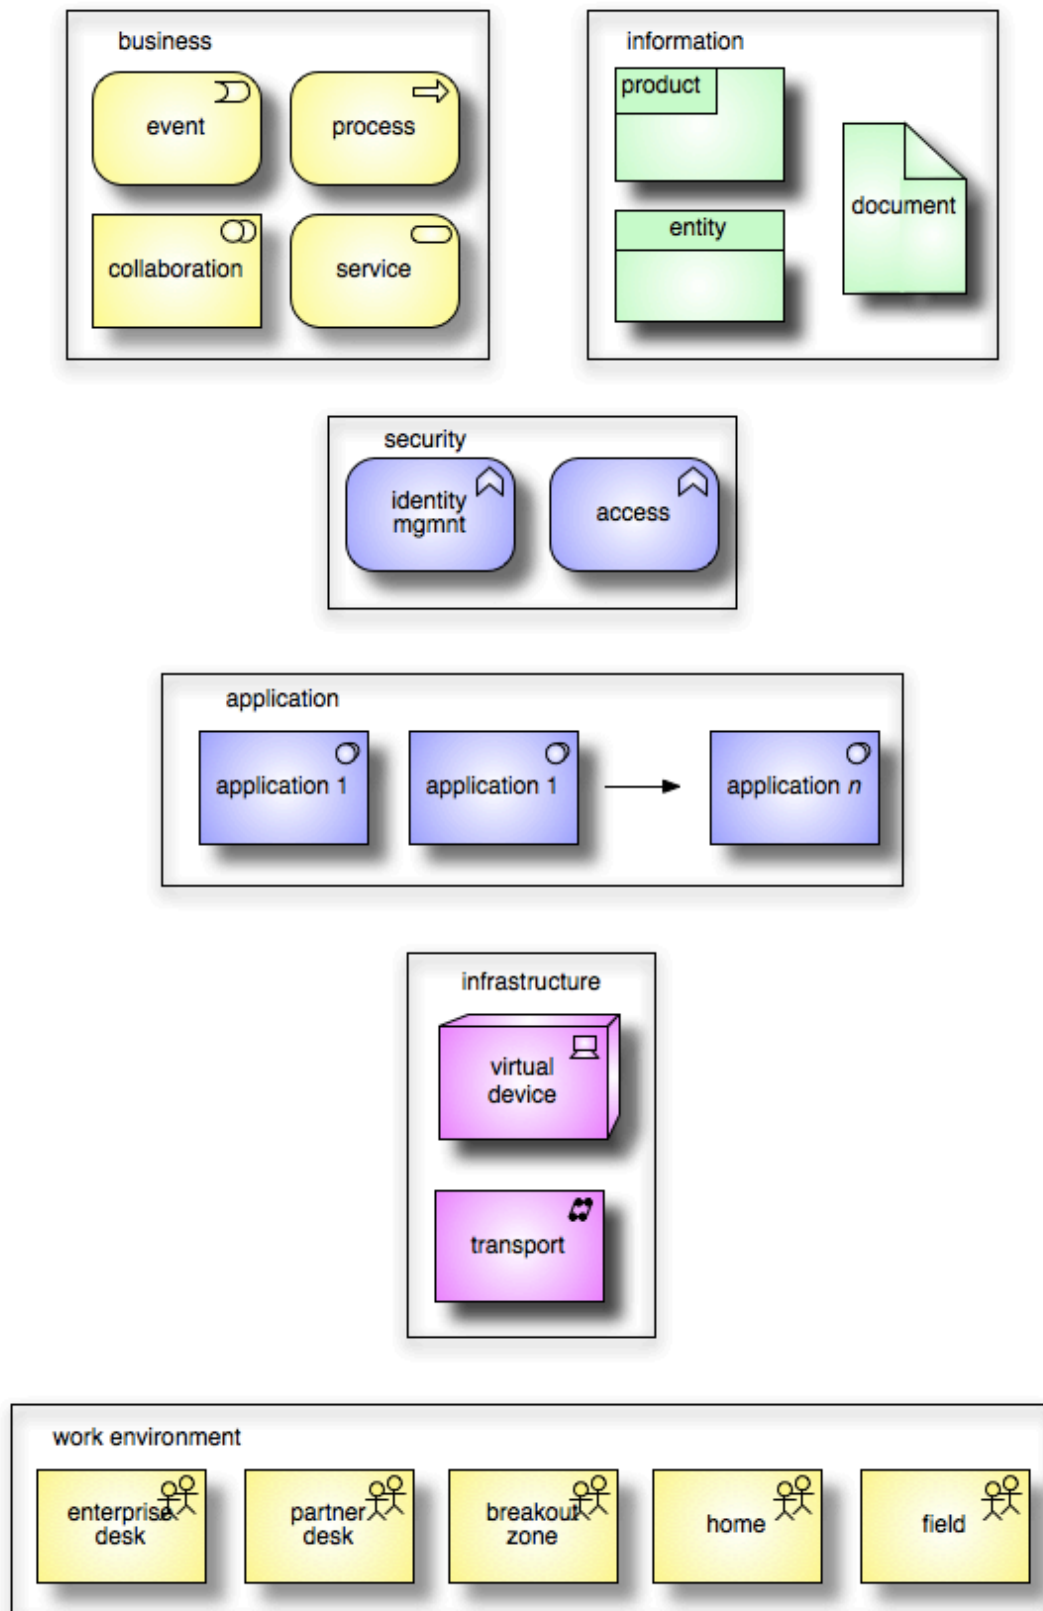 business
event
process
collaboration
service
information
product
entity
document
security
identity
mgmnt
access
application
application 1
application 1
application n
infrastructure
virtual
device
transport
work environment
enterprise
desk
partner
desk
breakout
zone
home
field